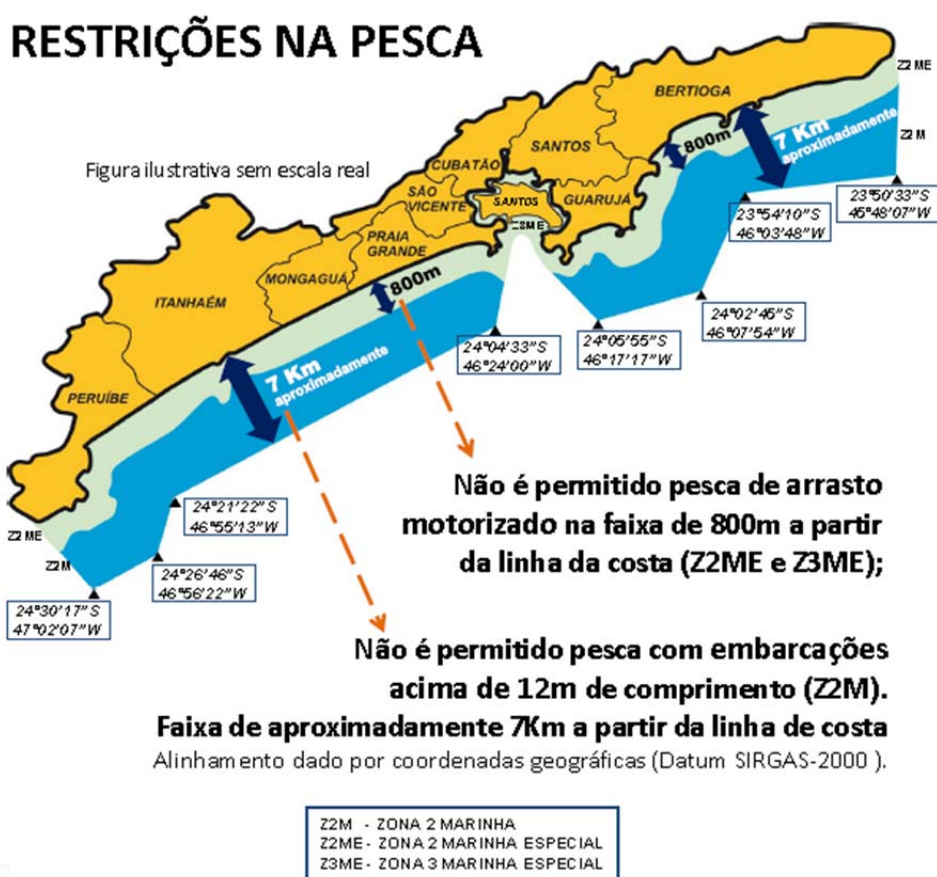 RESTRIÇÕES NA PESCA
Figura ilustrativa sem escala real
BERTIOGA
SANTOS
CUBATÃO
SÃO
VICENTE
SANTOS
GUARUJÁ
PRAIA
GRANDE
MONGAGUÁ
ITANHAÉM
PERUÍBE
Z2 ME
Z2 M
Z3ME
800m
7 Km
aproximadamente
800m
7 Km
aproximadamente
Z2 ME
Z2M
23°50'33"S
45°48'07"W
23°54'10"S
46°03'48"W
24°02'45"S
46°07'54"W
24°05'55"S
46°17'17"W
24°04'33"S
46°24'00"W
24°21'22"S
46°55'13"W
24°26'46"S
46°56'22"W
24°30'17"S
47°02'07"W
Não é permitido pesca de arrasto
motorizado na faixa de 800m a partir
da linha da costa (Z2ME e Z3ME);
Não é permitido pesca com embarcações
acima de 12m de comprimento (Z2M).
Faixa de aproximadamente 7Km a partir da linha de costa
Alinhamento dado por coordenadas geográficas (Datum SIRGAS-2000 ).
Z2M - ZONA 2 MARINHA
Z2ME- ZONA 2 MARINHA ESPECIAL
Z3ME- ZONA 3 MARINHA ESPECIAL